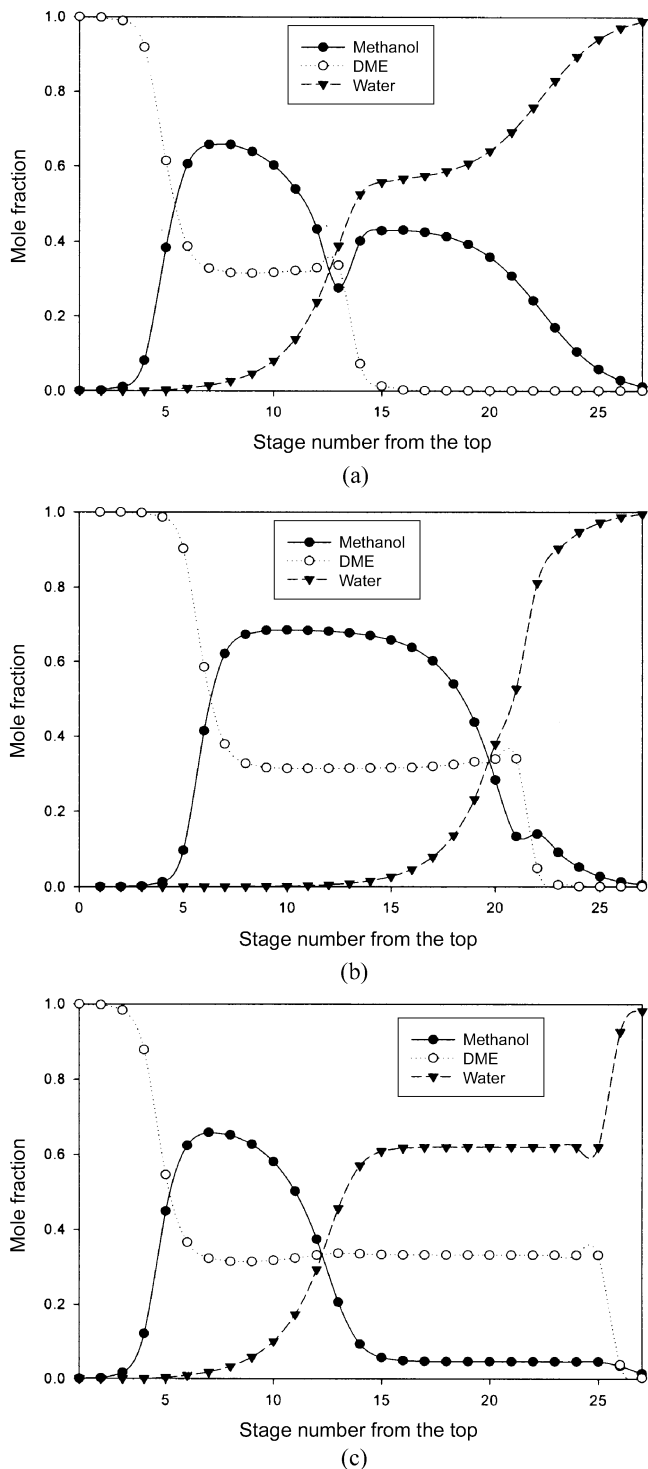 1.0
0.8
0.6
0.4
0.2
0.0
Mole fraction
Methanol
DME
Water
5 10 15 20 25
Stage number from the top
(a)
1.0
0.8
0.6
0.4
0.2
0.0
Mole fraction
Methanol
DME
Water
0 5 10 15 20 25
Stage number from the top
(b)
1.0
0.8
0.6
0.4
0.2
0.0
Mole fraction
Methanol
DME
Water
5 10 15 20 25
Stage number from the top
(c)